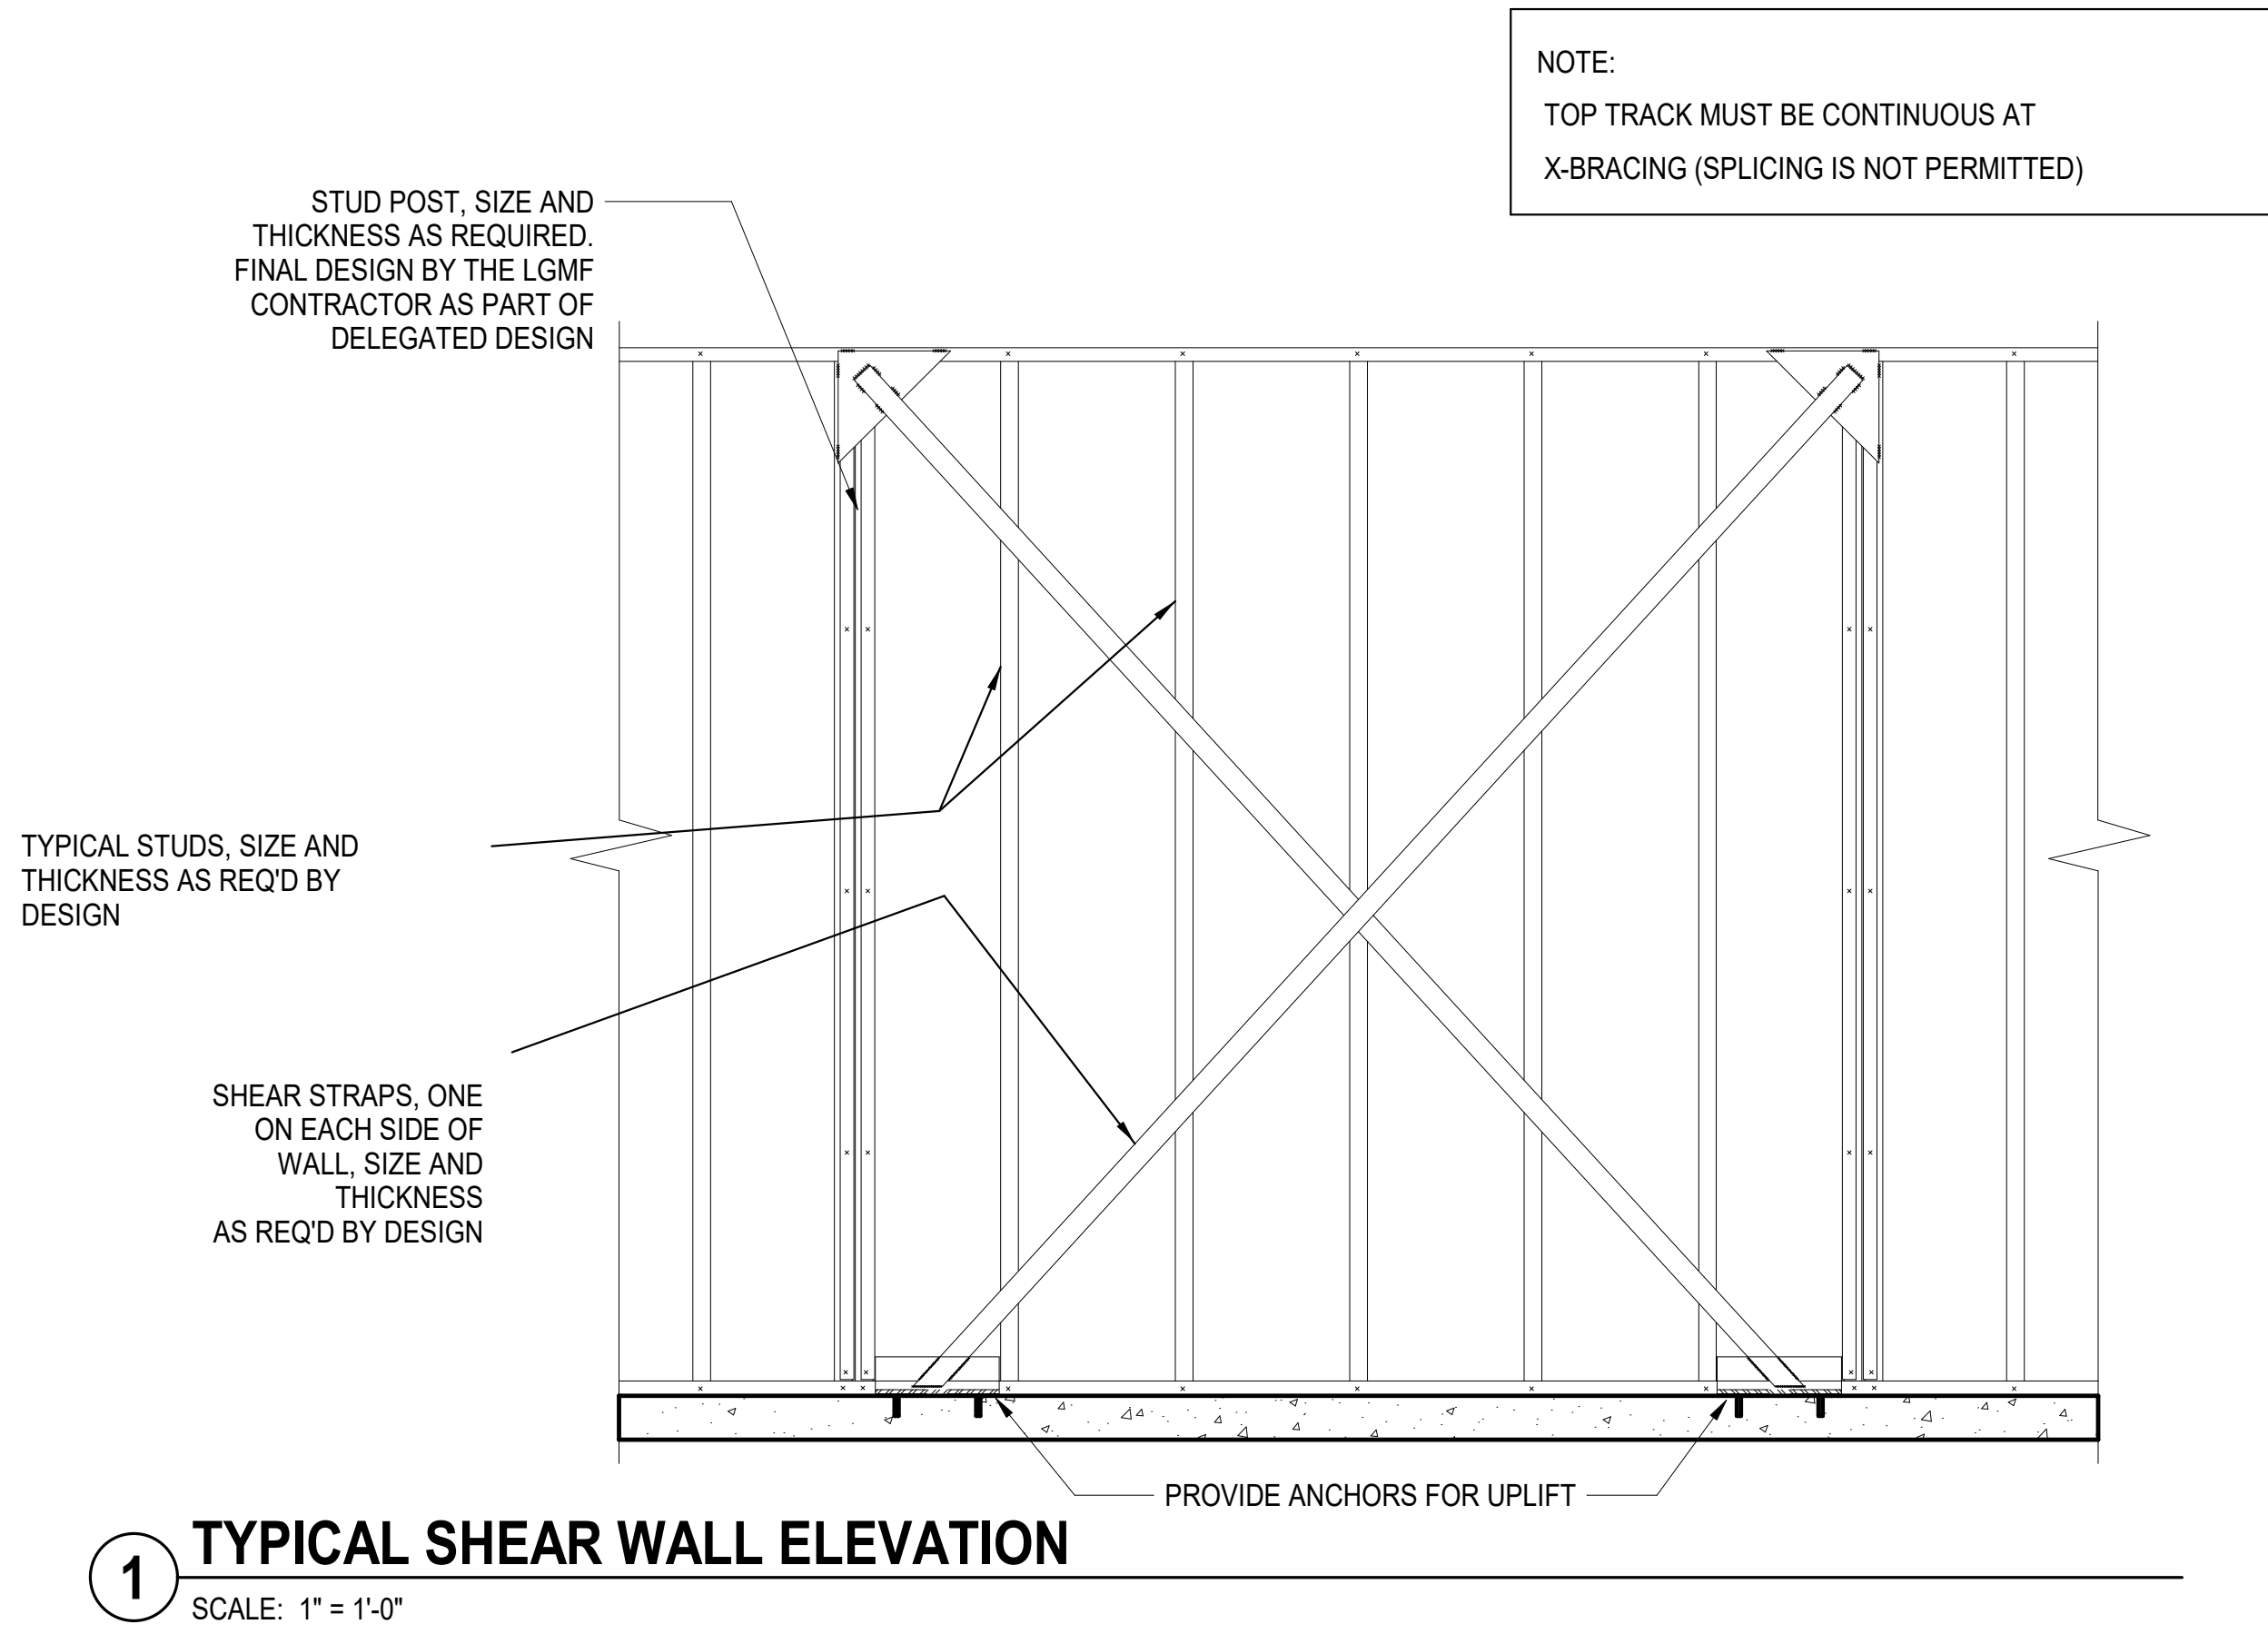 NOTE:
TOP TRACK MUST BE CONTINUOUS AT
X-BRACING (SPLICING IS NOT PERMITTED)
STUD POST, SIZE AND
THICKNESS AS REQUIRED.
FINAL DESIGN BY THE LGMF
CONTRACTOR AS PART OF
DELEGATED DESIGN
TYPICAL STUDS, SIZE AND
THICKNESS AS REQ'D BY
DESIGN
SHEAR STRAPS, ONE
ON EACH SIDE OF
WALL, SIZE AND
THICKNESS
AS REQ'D BY DESIGN
PROVIDE ANCHORS FOR UPLIFT
1
TYPICAL SHEAR WALL ELEVATION
SCALE: 1" = 1'-0"